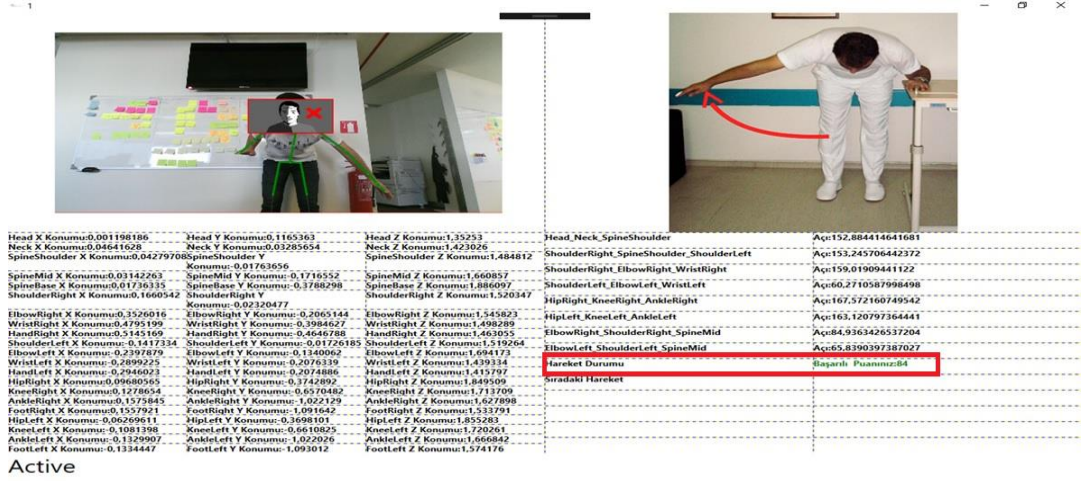 1
Head X Konumu:0,001198186 Head Y Konumu:0,1165363 Head Z Konumu:1,35253
Neck X Konumu:0,04641628 Neck Y Konumu:0,03285654 Neck Z Konumu:1,423026
SpineShoulder X Konumu:0,04279708 SpineShoulder Y Konumu:-0,01763656 SpineShoulder Z Konumu:1,484812
SpineMid X Konumu:0,03142263 SpineMid Y Konumu:-0,1716552 SpineMid Z Konumu:1,660857
SpineBase X Konumu:0,01736335 SpineBase Y Konumu:-0,3788298 SpineBase Z Konumu:1,886097
ShoulderRight X Konumu:0,1660542 ShoulderRight Y Konumu:-0,02320477 ShoulderRight Z Konumu:1,520347
ElbowRight X Konumu:0,3526016 ElbowRight Y Konumu:-0,2065144 ElbowRight Z Konumu:1,545823
WristRight X Konumu:0,4795199 WristRight Y Konumu:-0,3984627 WristRight Z Konumu:1,498289
HandRight X Konumu:0,5145169 HandRight Y Konumu:-0,4646788 HandRight Z Konumu:1,463055
ShoulderLeft X Konumu:-0,1417334 ShoulderLeft Y Konumu:-0,01726185 ShoulderLeft Z Konumu:1,519264
ElbowLeft X Konumu:-0,2397879 ElbowLeft Y Konumu:-0,1340062 ElbowLeft Z Konumu:1,694173
WristLeft X Konumu:-0,2899225 WristLeft Y Konumu:-0,2076339 WristLeft Z Konumu:1,439334
HandLeft X Konumu:-0,2946023 HandLeft Y Konumu:-0,2074886 HandLeft Z Konumu:1,415797
HipRight X Konumu:0,09680565 HipRight Y Konumu:-0,3742892 HipRight Z Konumu:1,849509
KneeRight X Konumu:0,1278654 KneeRight Y Konumu:-0,6570482 KneeRight Z Konumu:1,713709
AnkleRight X Konumu:0,1575845 AnkleRight Y Konumu:-1,022129 AnkleRight Z Konumu:1,627898
FootRight X Konumu:0,1557921 FootRight Y Konumu:-1,091642 FootRight Z Konumu:1,533791
HipLeft X Konumu:-0,06269611 HipLeft Y Konumu:-0,3698101 HipLeft Z Konumu:1,855283
KneeLeft X Konumu:-0,1081398 KneeLeft Y Konumu:-0,6610825 KneeLeft Z Konumu:1,720261
AnkleLeft X Konumu:-0,1329907 AnkleLeft Y Konumu:-1,022026 AnkleLeft Z Konumu:1,666842
FootLeft X Konumu:-0,1334447 FootLeft Y Konumu:-1,093012 FootLeft Z Konumu:1,574176
Active
Head_Neck_SpineShoulder Açı:152,884414641681
ShoulderRight_SpineShoulder_ShoulderLeft Açı:153,245706442372
ShoulderRight_ElbowRight_WristRight Açı:159,01909441122
ShoulderLeft_ElbowLeft_WristLeft Açı:60,2710587998498
HipRight_KneeRight_AnkleRight Açı:167,572160749542
HipLeft_KneeLeft_AnkleLeft Açı:163,120797364441
ElbowRight_ShoulderRight_SpineMid Açı:84,9363426537204
ElbowLeft_ShoulderLeft_SpineMid Açı:65,8390397387027
Hareket Durumu Başarılı Puanınız:84
Sıradaki Hareket